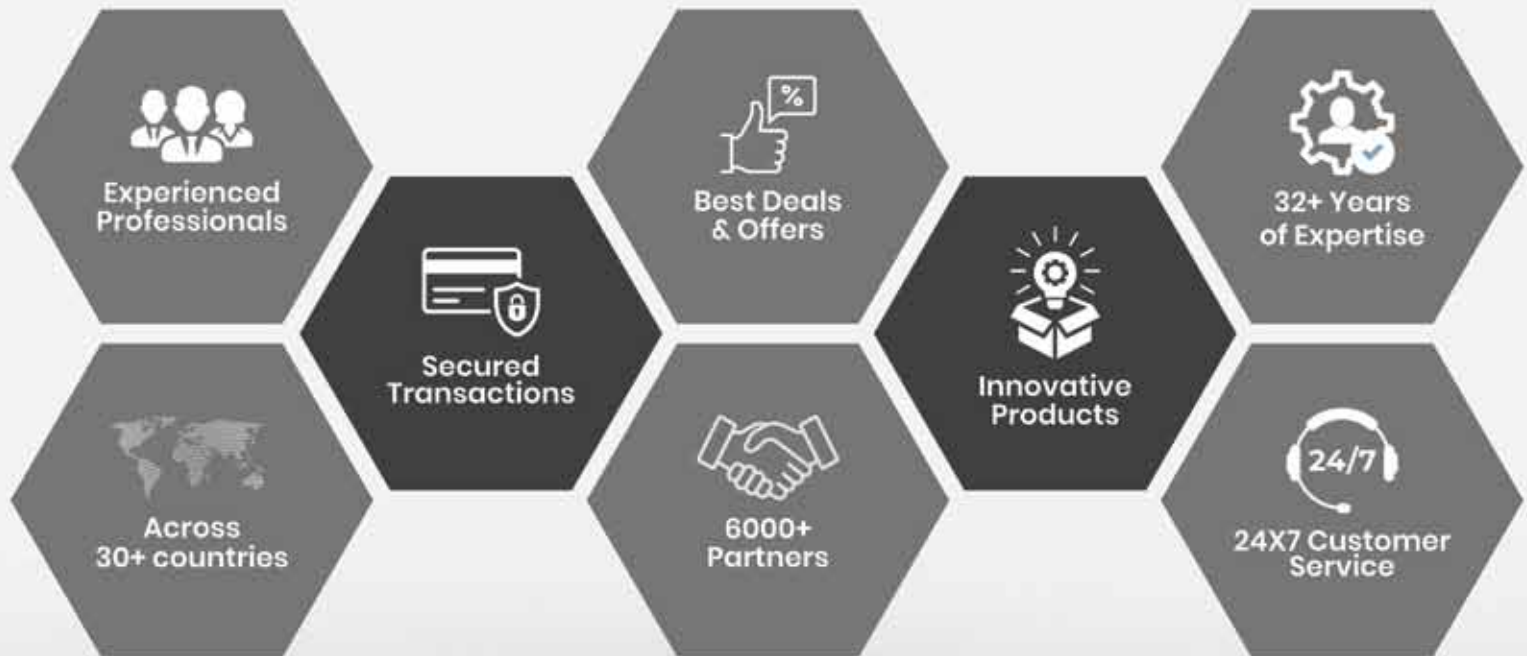 Experienced
Professionals
Secured
Transactions
%
Best Deals
& Offers
Innovative
Products
32+ Years
of Expertise
Across
30+ countries
6000+
Partners
24/7
24X7 Customer
Service